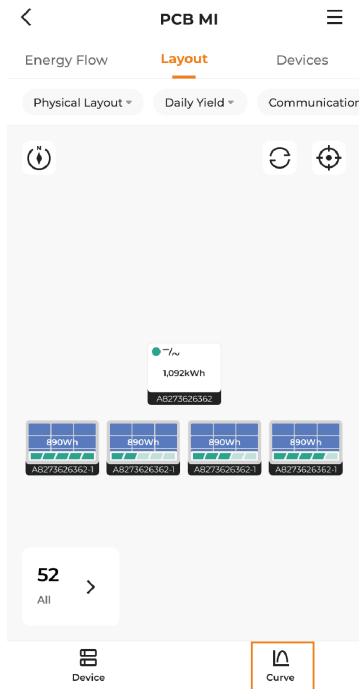 PCB MI
Energy Flow Layout Devices
Physical Layout Daily Yield Communication
N
1,092kWh
A8273626362
890Wh 890Wh 890Wh 890Wh
A8273626362-1 A8273626362-1 A8273626362-1 A8273626362-1
52
All
Device Curve